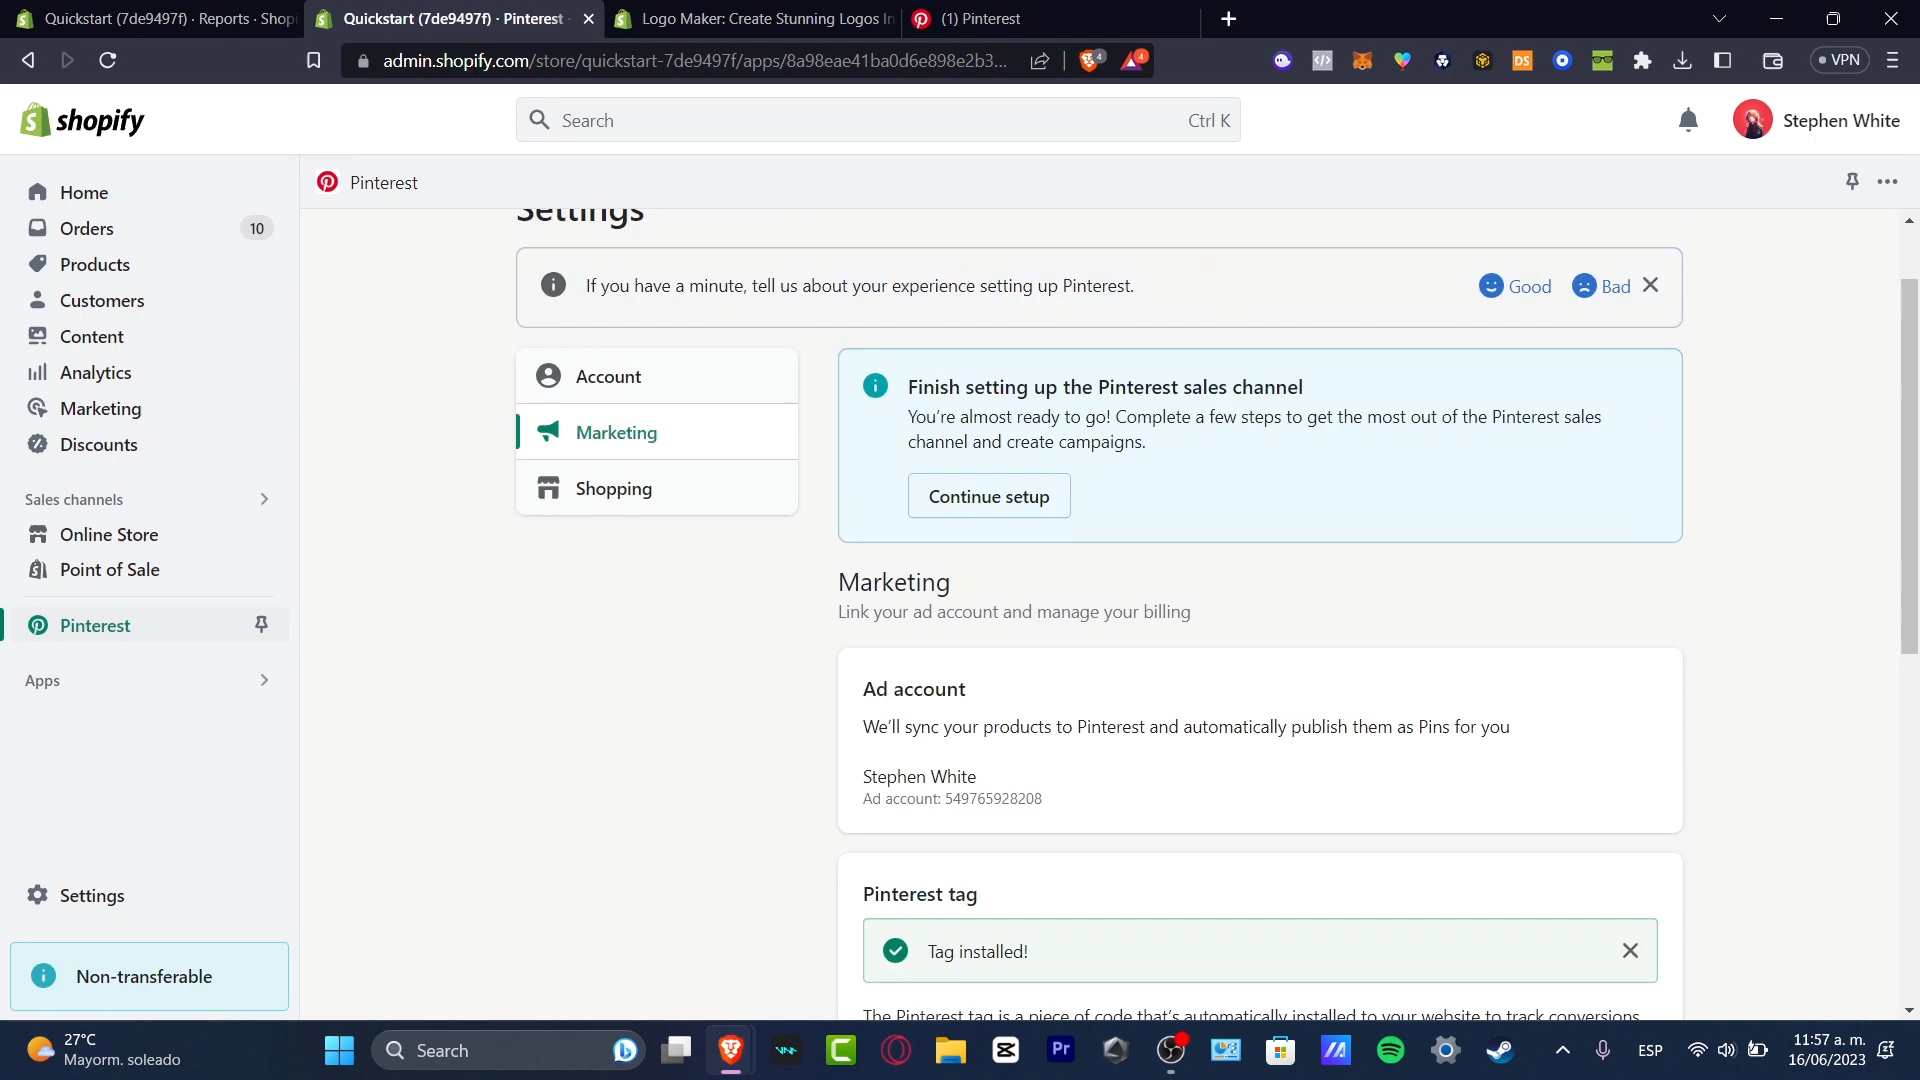 Quickstart (7de9497f) · Reports · Shopi
Quickstart (7de9497f) · Pinterest
Logo Maker: Create Stunning Logos In
(1) Pinterest
admin.shopify.com/store/quickstart-7de9497f/apps/8a98eae41ba0d6e898e2b3...
4
4
DS
VPN
shopify
Search
Ctrl K
Stephen White
Home
Orders
10
Products
Customers
Content
Analytics
Marketing
Discounts
Sales channels
Online Store
Point of Sale
Pinterest
Apps
Settings
Non-transferable
Pinterest
Settings
If you have a minute, tell us about your experience setting up Pinterest.
Good
Bad
Account
Marketing
Shopping
Finish setting up the Pinterest sales channel
You're almost ready to go! Complete a few steps to get the most out of the Pinterest sales
channel and create campaigns.
Continue setup
Marketing
Link your ad account and manage your billing
Ad account
We'll sync your products to Pinterest and automatically publish them as Pins for you
Stephen White
Ad account: 549765928208
Pinterest tag
Tag installed!
The Pinterest tag is a piece of code that's automatically installed to your website to track conversions,
27°C
Mayorm. soleado
Search
Pr
ESP
11:57 a. m.
16/06/2023